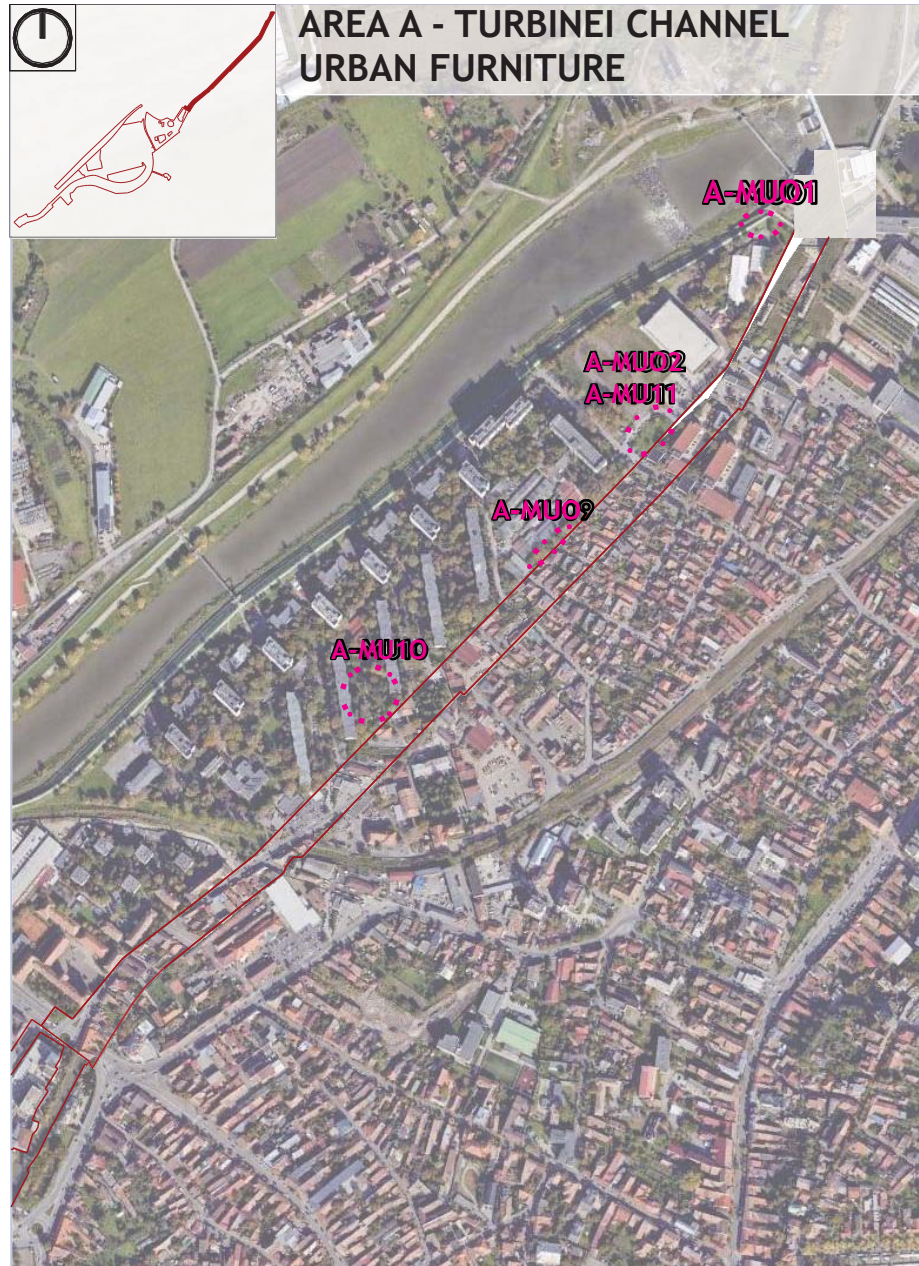 AREA A - TURBINEI CHANNEL
URBAN FURNITURE
A-MU01
A-MU02
A-MU11
A-MU09
A-MU10